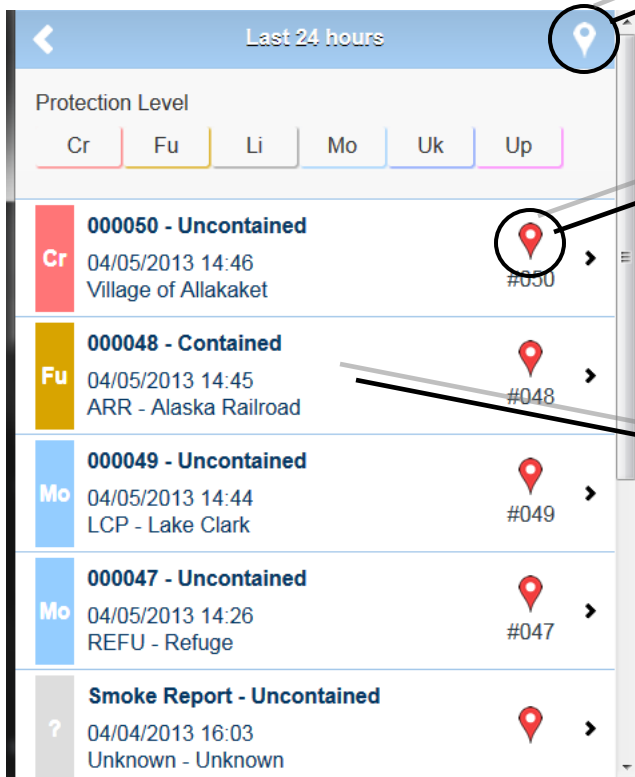 Last 24 hours
Protection Level
Cr Fu Li Mo Uk Up
000050 - Uncontained
Cr 04/05/2013 14:46
Village of Allakaket
#050
000048 - Contained
Fu 04/05/2013 14:45
ARR - Alaska Railroad
#048
000049 - Uncontained
Mo 04/05/2013 14:44
LCP - Lake Clark
#049
000047 - Uncontained
Mo 04/05/2013 14:26
REFU - Refuge
#047
Smoke Report - Uncontained
? 04/04/2013 16:03
Unknown - Unknown